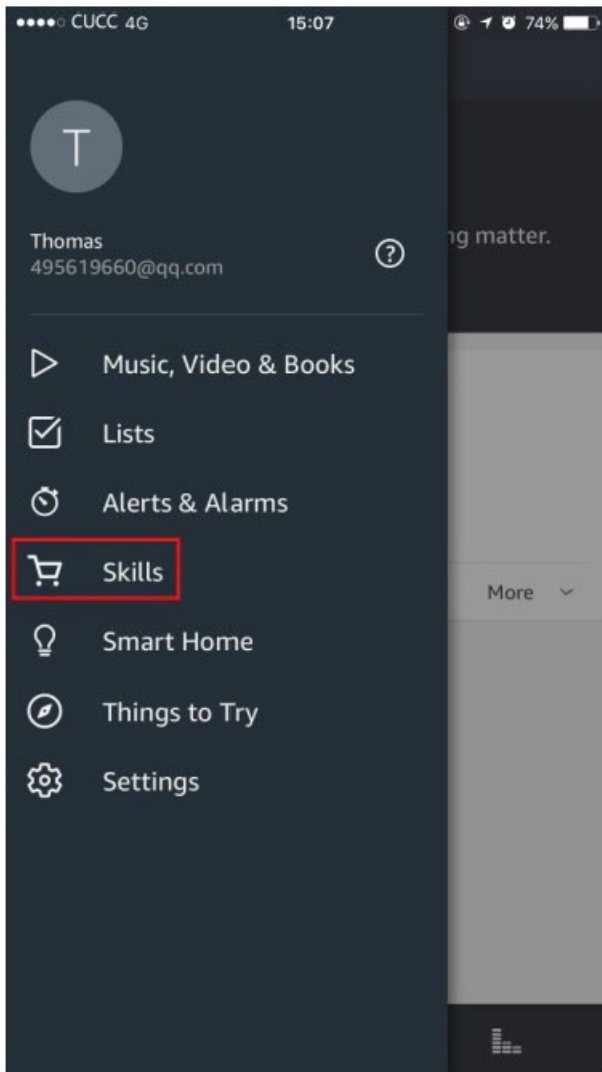 CUCC 4G 15:07 74%
T
Thomas
495619660@qq.com
ng matter.
Music, Video & Books
Lists
Alerts & Alarms
Skills
More
Smart Home
Things to Try
Settings